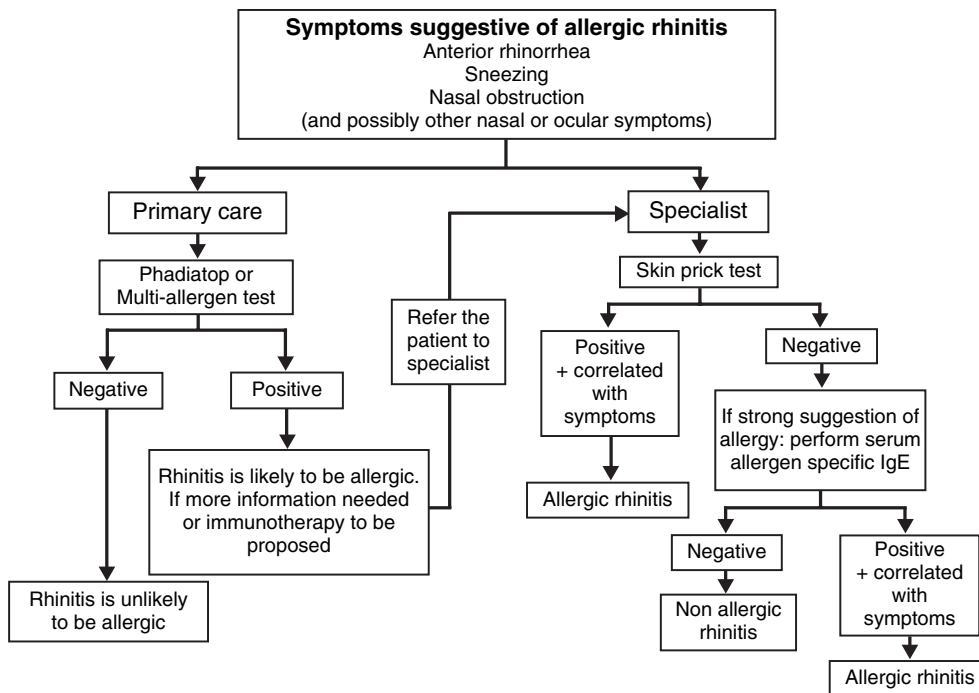 Symptoms suggestive of allergic rhinitis
Anterior rhinorrhea
Sneezing
Nasal obstruction
(and possibly other nasal or ocular symptoms)
Primary care
Specialist
Phadiatop or
Multi-allergen test
Skin prick test
Refer the
patient to
specialist
Negative
Positive
Positive
+ correlated
with
symptoms
Negative
Rhinitis is likely to be allergic.
If more information needed
or immunotherapy to be
proposed
If strong suggestion of
allergy: perform serum
allergen specific IgE
Allergic rhinitis
Negative
Positive
+ correlated
with
symptoms
Rhinitis is unlikely
to be allergic
Non allergic
rhinitis
Allergic rhinitis